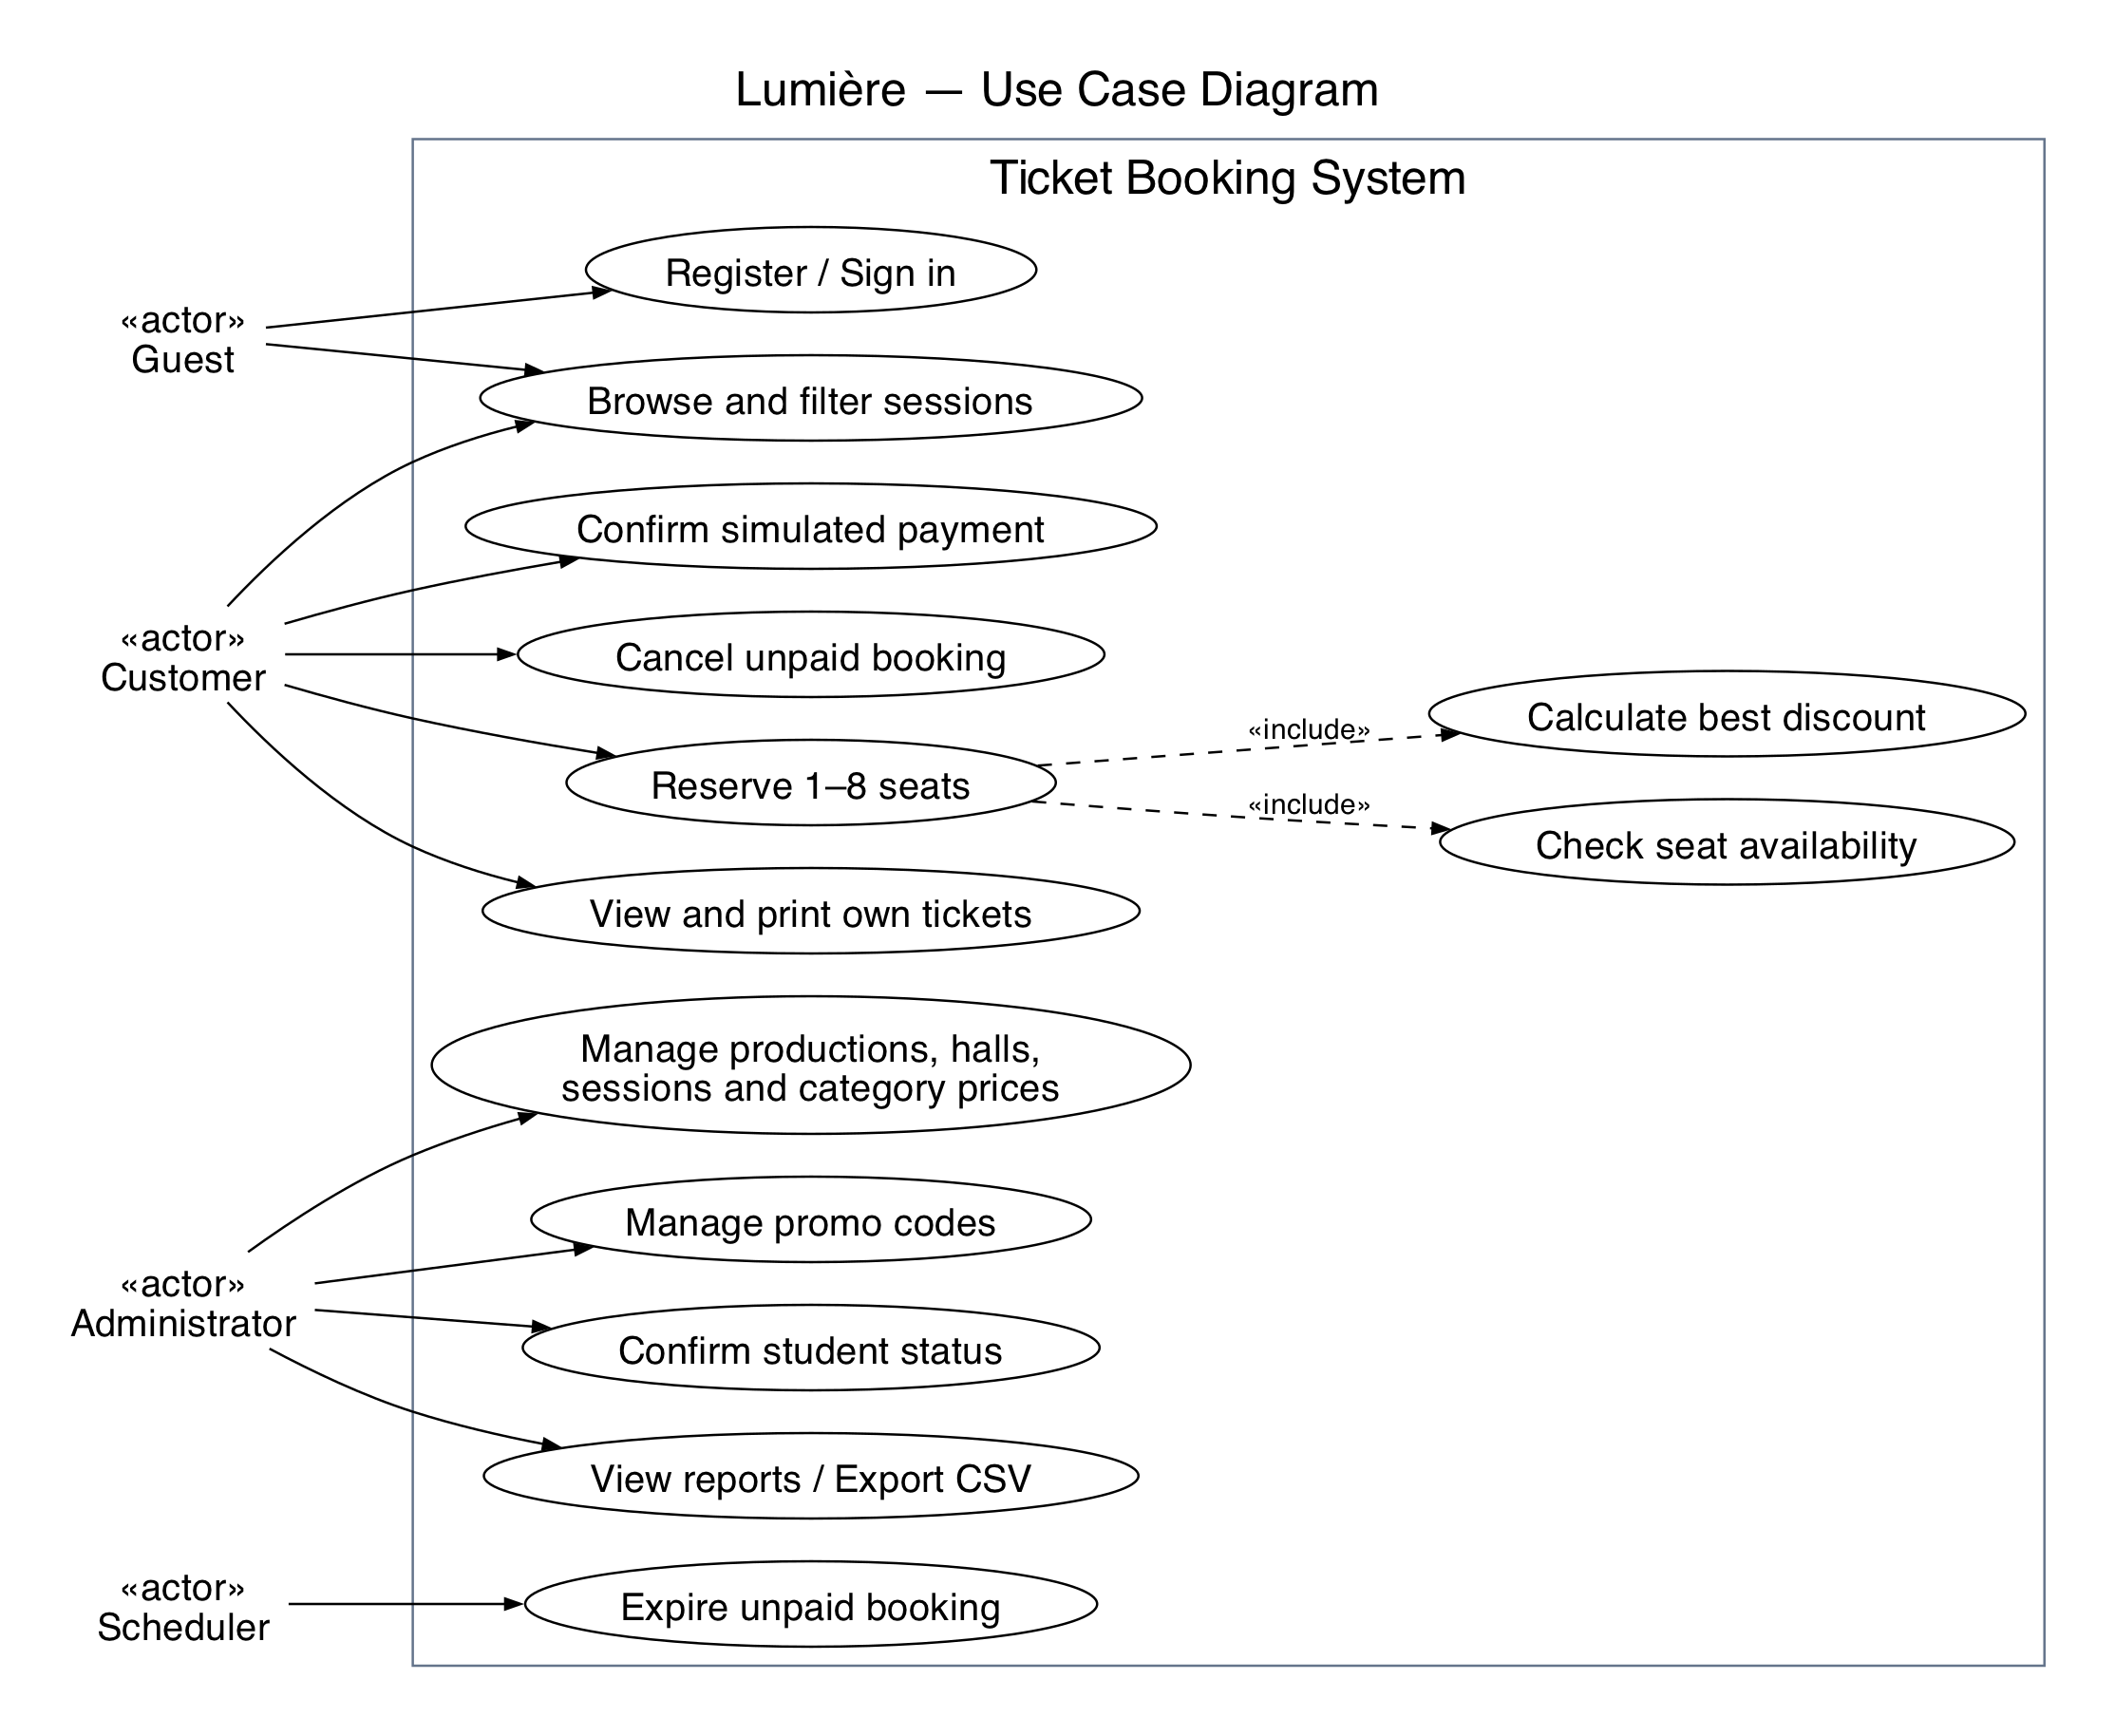 Lumière — Use Case Diagram
Ticket Booking System
Register / Sign in
«actor»
Guest
Browse and filter sessions
Confirm simulated payment
«actor»
Customer
Cancel unpaid booking
Reserve 1–8 seats
«include»
Calculate best discount
«include»
Check seat availability
View and print own tickets
Manage productions, halls,
sessions and category prices
Manage promo codes
«actor»
Administrator
Confirm student status
View reports / Export CSV
«actor»
Scheduler
Expire unpaid booking